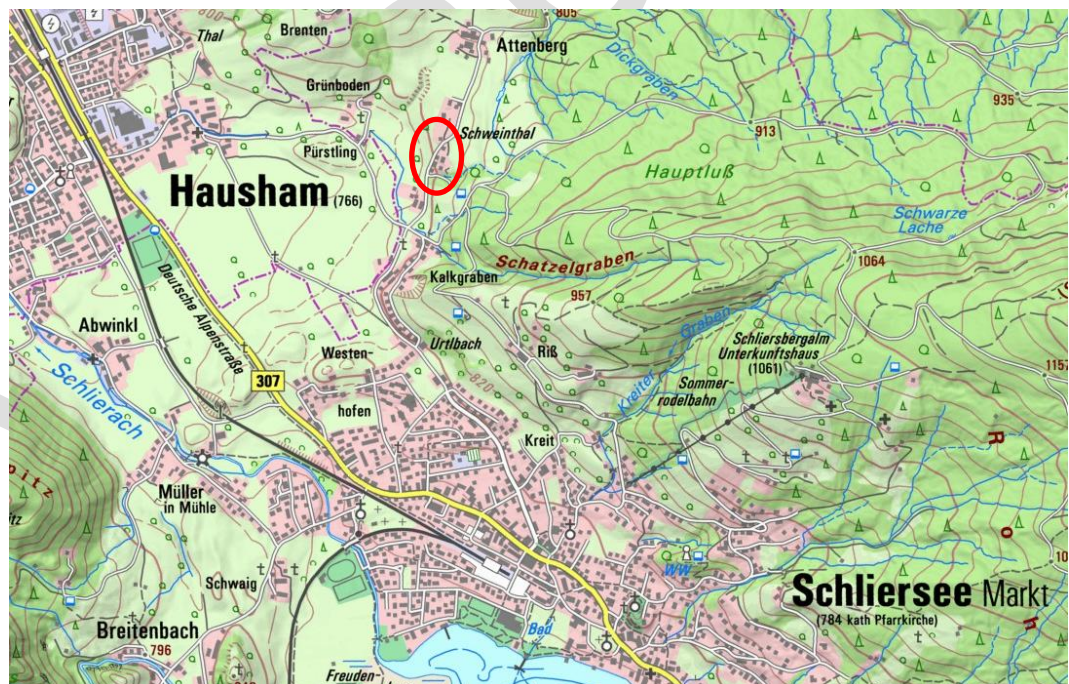 805
Thal
Brenten
Attenberg
Dickgraben
Grünboden
935
913
Schweinthal
Pürstling
Hauptluß
Hausham (766)
Schwarze
Lache
Schatzelgraben
1064
Kalkgraben
957
Deutsche Alpenstraße
Abwinkl
Urtlbach
Graben
Schliersbergalm
Unterkunftshaus
(1061)
Westen-
hofen
Riß
820
1157
307
Schlierach
Sommer-
rodelbahn
Kreiter
Kreit
Müller
in Mühle
WW
Schwaig
Schliersee Markt
(784 kath Pfarrkirche)
Breitenbach
796
Bad
Freuden-